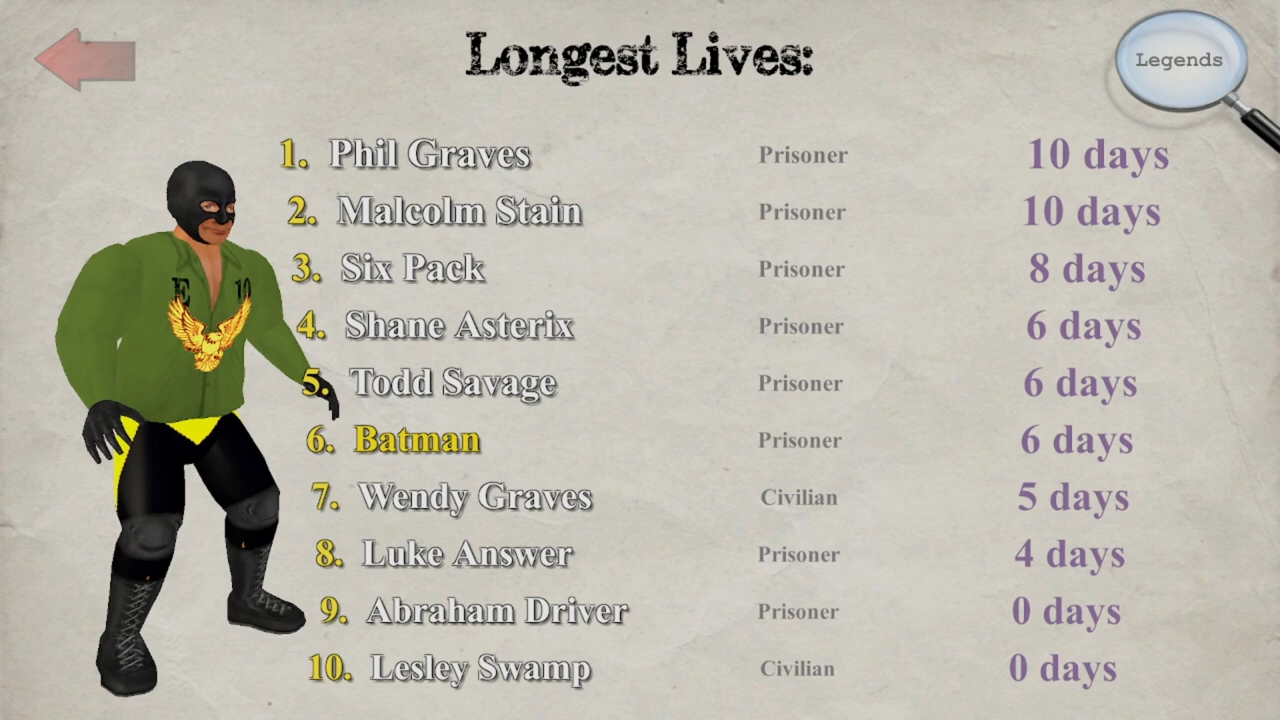 Longest Lives:
Legends
1. Phil Graves Prisoner 10 days
2. Malcolm Stain Prisoner 10 days
3. Six Pack Prisoner 8 days
4. Shane Asterix Prisoner 6 days
5. Todd Savage Prisoner 6 days
6. Batman Prisoner 6 days
7. Wendy Graves Civilian 5 days
8. Luke Answer Prisoner 4 days
9. Abraham Driver Prisoner 0 days
10. Lesley Swamp Civilian 0 days
E 10